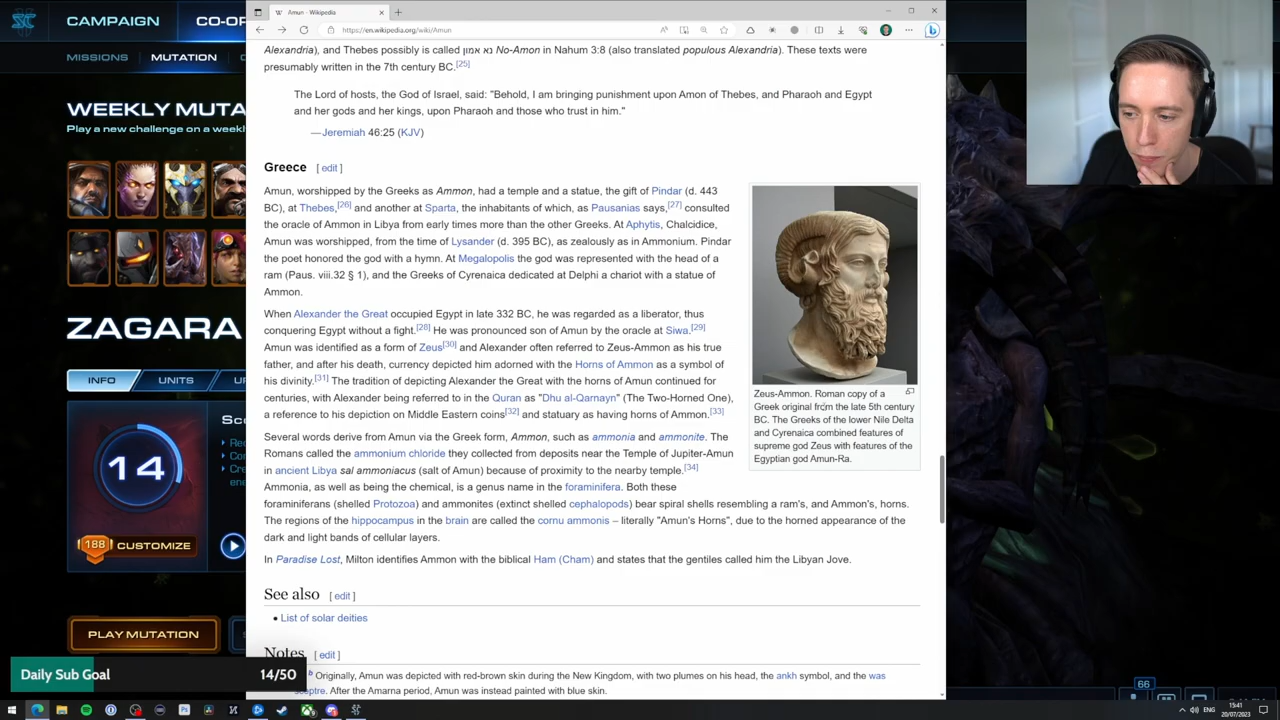 CAMPAIGN
CO-O
MISSIONS
MUTATION
WEEKLY MUTA
Play a new challenge on a weekl
ZAGARA
INFO
UNITS
U
14
188
CUSTOMIZE
PLAY MUTATION
Daily Sub Goal
14/50
Amun - Wikipedia
https://en.wikipedia.org/wiki/Amun
Alexandria), and Thebes possibly is called נא אמון No-Amon in Nahum 3:8 (also translated populous Alexandria). These texts were
presumably written in the 7th century BC.[25]
The Lord of hosts, the God of Israel, said: "Behold, I am bringing punishment upon Amon of Thebes, and Pharaoh and Egypt
and her gods and her kings, upon Pharaoh and those who trust in him."
— Jeremiah 46:25 (KJV)
Greece [ edit ]
Amun, worshipped by the Greeks as Ammon, had a temple and a statue, the gift of Pindar (d. 443
BC), at Thebes,[26] and another at Sparta, the inhabitants of which, as Pausanias says,[27] consulted
the oracle of Ammon in Libya from early times more than the other Greeks. At Aphytis, Chalcidice,
Amun was worshipped, from the time of Lysander (d. 395 BC), as zealously as in Ammonium. Pindar
the poet honored the god with a hymn. At Megalopolis the god was represented with the head of a
ram (Paus. viii.32 § 1), and the Greeks of Cyrenaica dedicated at Delphi a chariot with a statue of
Ammon.
When Alexander the Great occupied Egypt in late 332 BC, he was regarded as a liberator, thus
conquering Egypt without a fight.[28] He was pronounced son of Amun by the oracle at Siwa.[29]
Amun was identified as a form of Zeus[30] and Alexander often referred to Zeus-Ammon as his true
father, and after his death, currency depicted him adorned with the Horns of Ammon as a symbol of
his divinity.[31] The tradition of depicting Alexander the Great with the horns of Amun continued for
centuries, with Alexander being referred to in the Quran as "Dhu al-Qarnayn" (The Two-Horned One),
a reference to his depiction on Middle Eastern coins[32] and statuary as having horns of Ammon.[33]
Several words derive from Amun via the Greek form, Ammon, such as ammonia and ammonite. The
Romans called the ammonium chloride they collected from deposits near the Temple of Jupiter-Amun
in ancient Libya sal ammoniacus (salt of Amun) because of proximity to the nearby temple.[34]
Ammonia, as well as being the chemical, is a genus name in the foraminifera. Both these
foraminiferans (shelled Protozoa) and ammonites (extinct shelled cephalopods) bear spiral shells resembling a ram's, and Ammon's, horns.
The regions of the hippocampus in the brain are called the cornu ammonis – literally "Amun's Horns", due to the horned appearance of the
dark and light bands of cellular layers.
In Paradise Lost, Milton identifies Ammon with the biblical Ham (Cham) and states that the gentiles called him the Libyan Jove.
Zeus-Ammon. Roman copy of a
Greek original from the late 5th century
BC. The Greeks of the lower Nile Delta
and Cyrenaica combined features of
supreme god Zeus with features of the
Egyptian god Amun-Ra.
See also [ edit ]
• List of solar deities
Notes [ edit ]
b Originally, Amun was depicted with red-brown skin during the New Kingdom, with two plumes on his head, the ankh symbol, and the was
sceptre. After the Amarna period, Amun was instead painted with blue skin.
66
ENG
15:41
20/07/2023